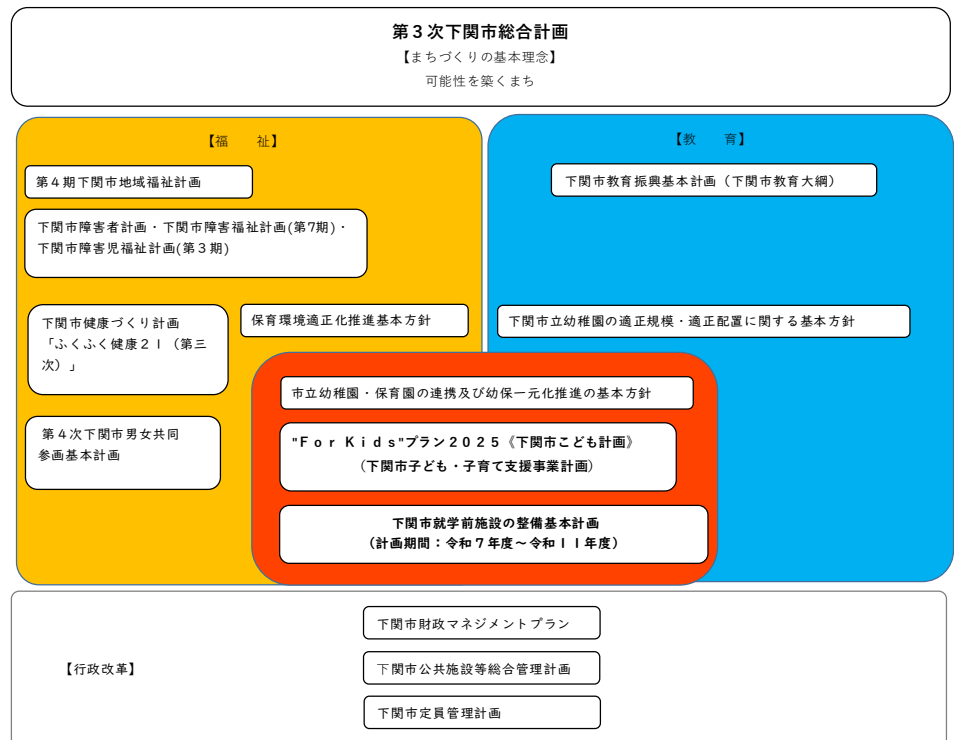 第３次下関市総合計画
【まちづくりの基本理念】
可能性を築くまち
【福　　祉】
第４期下関市地域福祉計画
下関市障害者計画・下関市障害福祉計画(第7期)・
下関市障害児福祉計画(第３期)
下関市健康づくり計画
「ふくふく健康２１（第三
次）」
保育環境適正化推進基本方針
第４次下関市男女共同
参画基本計画
【教　　育】
下関市教育振興基本計画（下関市教育大綱）
下関市立幼稚園の適正規模・適正配置に関する基本方針
市立幼稚園・保育園の連携及び幼保一元化推進の基本方針
"Ｆｏｒ Ｋｉｄｓ"プラン２０２５《下関市こども計画》
（下関市子ども・子育て支援事業計画）
下関市就学前施設の整備基本計画
（計画期間：令和７年度～令和１１年度）
【行政改革】
下関市財政マネジメントプラン
下関市公共施設等総合管理計画
下関市定員管理計画